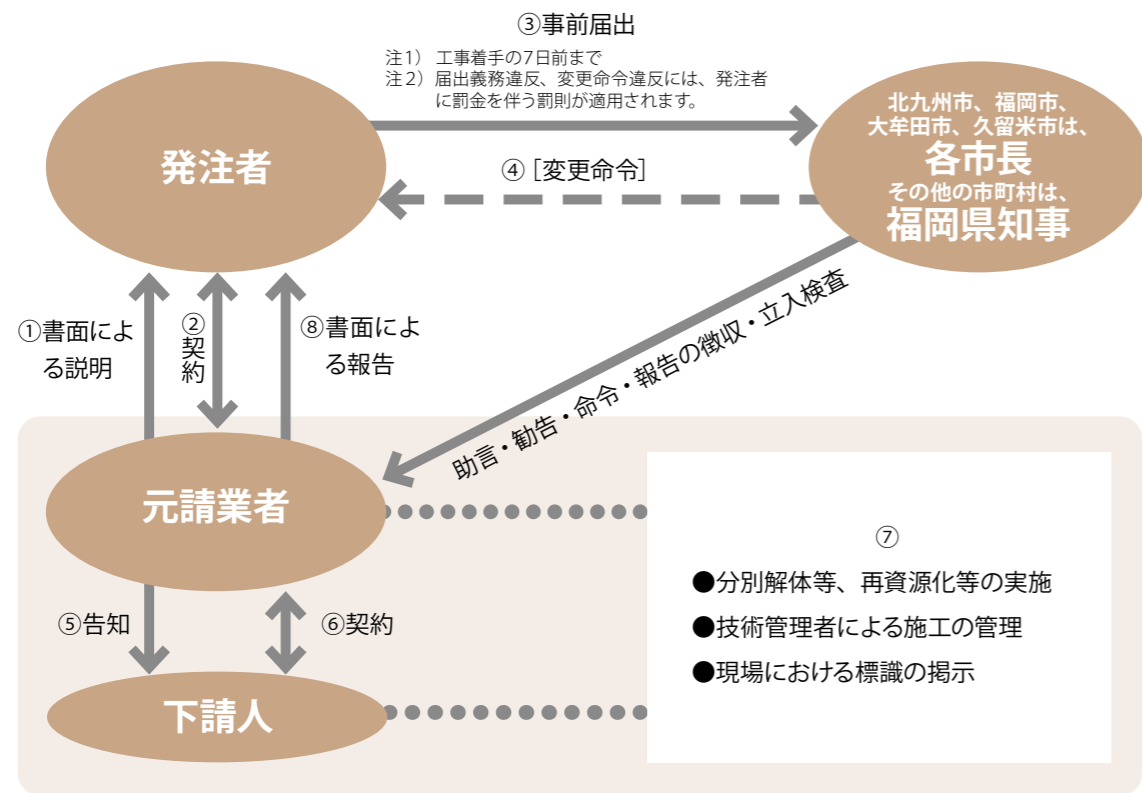 ③事前届出
注1) 工事着手の7日前まで
注2) 届出義務違反、変更命令違反には、発注者
に罰金を伴う罰則が適用されます。
発注者
④［変更命令］
北九州市、福岡市、
大牟田市、久留米市は、
各市長
その他の市町村は、
福岡県知事
①書面によ
る説明
②契約
⑧書面によ
る報告
助言・勧告・命令・報告の徴収・立入検査
元請業者
⑤告知
⑥契約
下請人
⑦
●分別解体等、再資源化等の実施
●技術管理者による施工の管理
●現場における標識の掲示